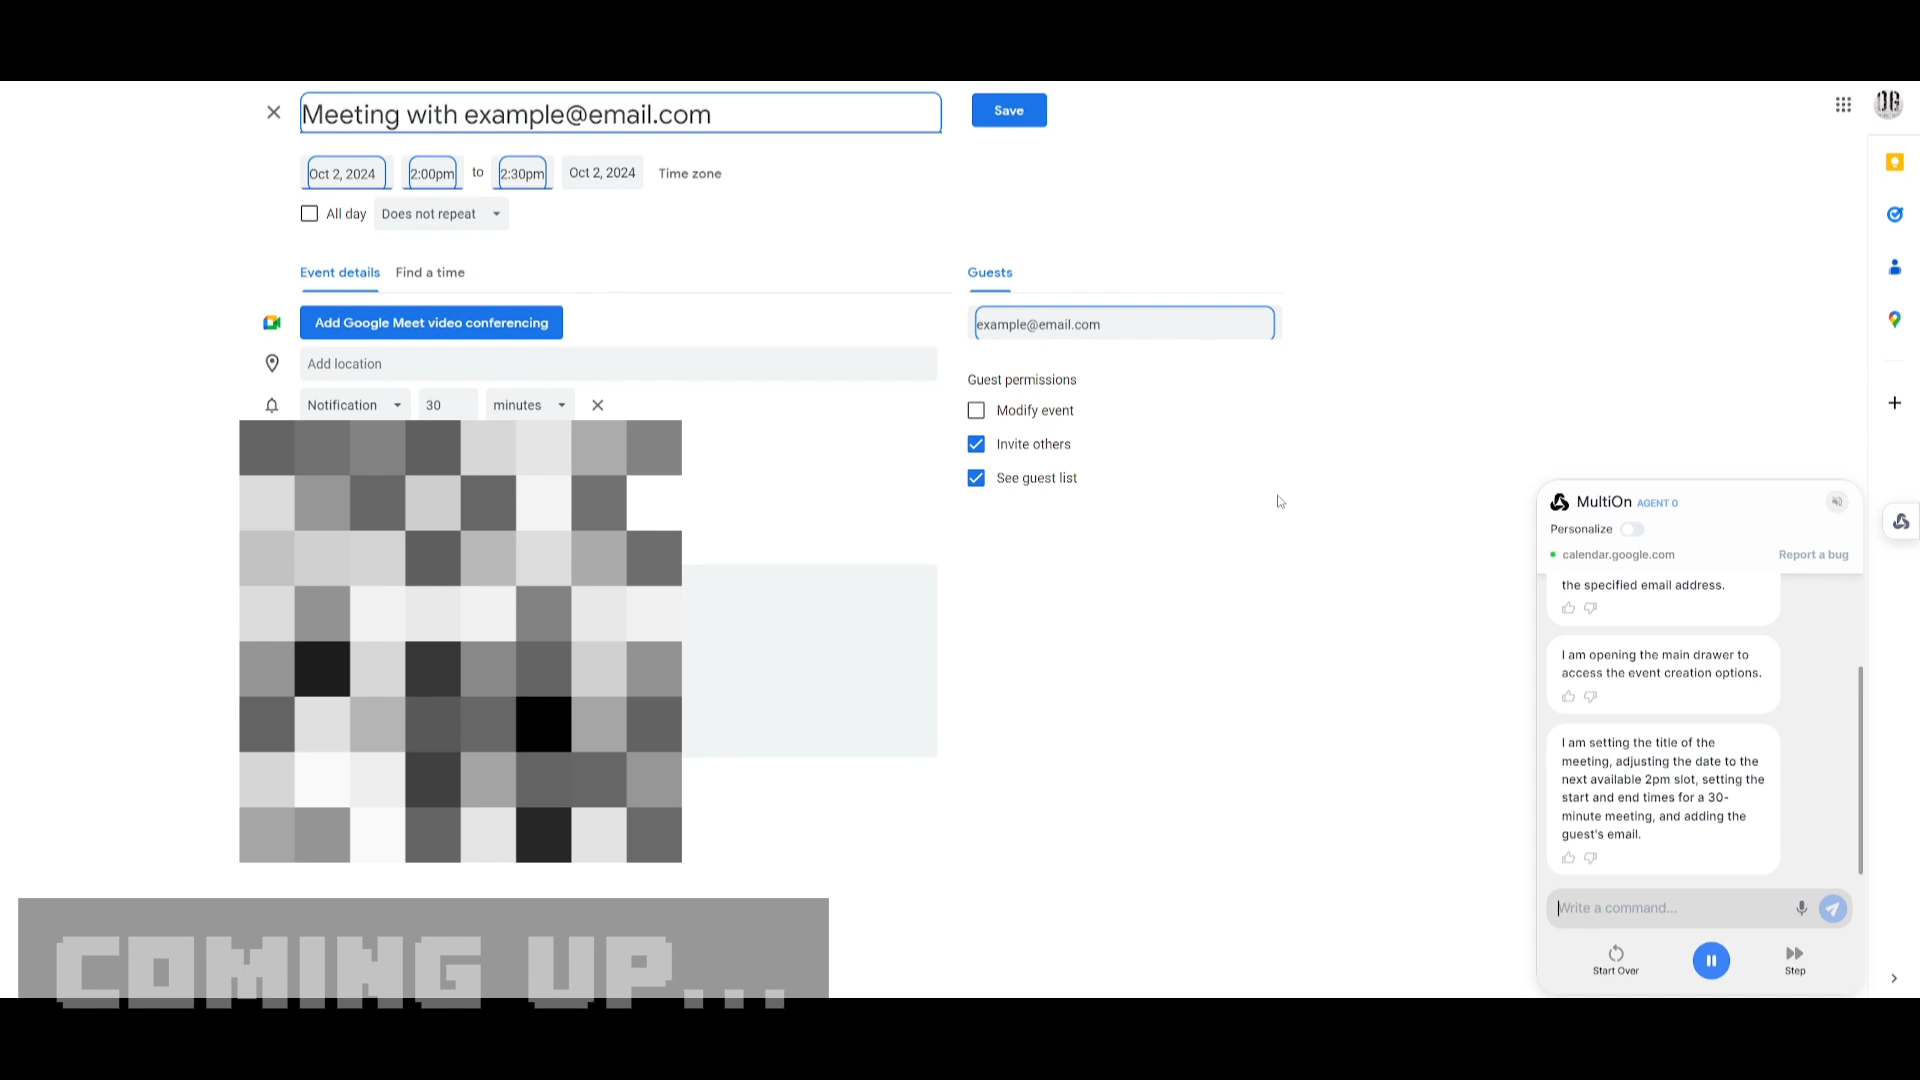 Meeting with example@email.com
Save
Oct 2, 2024 2:00pm to 2:30pm Oct 2, 2024 Time zone
All day Does not repeat
Event details Find a time
Guests
Add Google Meet video conferencing
example@email.com
Add location
Guest permissions
Notification 30 minutes
Modify event
Invite others
See guest list
MultiOn AGENT 0
Personalize
calendar.google.com Report a bug
the specified email address.
I am opening the main drawer to
access the event creation options.
I am setting the title of the
meeting, adjusting the date to the
next available 2pm slot, setting the
start and end times for a 30-
minute meeting, and adding the
guest's email.
Write a command...
Start Over Step
COMING UP...